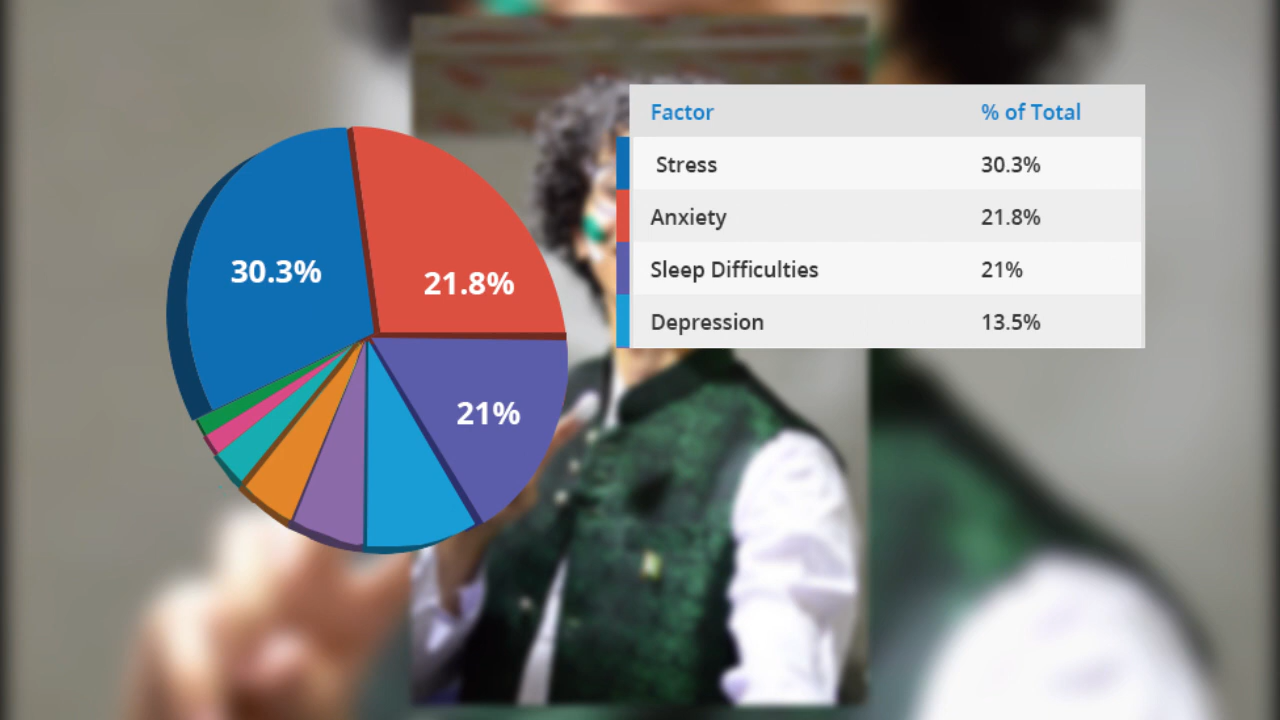 30.3%
21.8%
21%
Factor % of Total
Stress 30.3%
Anxiety 21.8%
Sleep Difficulties 21%
Depression 13.5%